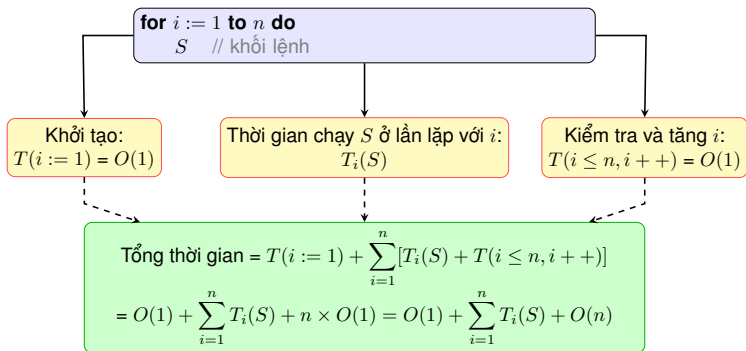 for i := 1 to n do
S // khối lệnh
Khởi tạo:
T(i := 1) = O(1)
Thời gian chạy S ở lần lặp với i:
T_i(S)
Kiểm tra và tăng i:
T(i ≤ n, i + +) = O(1)
Tổng thời gian = T(i := 1) + ∑_{i=1}^{n} [T_i(S) + T(i ≤ n, i + +)]
= O(1) + ∑_{i=1}^{n} T_i(S) + n × O(1) = O(1) + ∑_{i=1}^{n} T_i(S) + O(n)